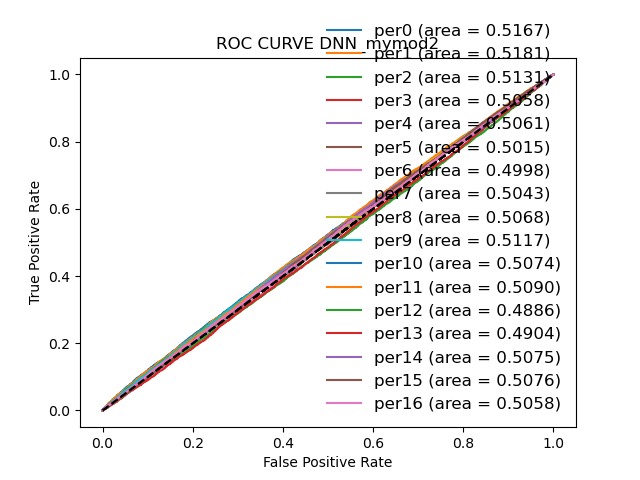 ROC CURVE DNN_mymod2
per0 (area = 0.5167)
per1 (area = 0.5181)
per2 (area = 0.5131)
per3 (area = 0.5058)
per4 (area = 0.5061)
per5 (area = 0.5015)
per6 (area = 0.4998)
per7 (area = 0.5043)
per8 (area = 0.5068)
per9 (area = 0.5117)
per10 (area = 0.5074)
per11 (area = 0.5090)
per12 (area = 0.4886)
per13 (area = 0.4904)
per14 (area = 0.5075)
per15 (area = 0.5076)
per16 (area = 0.5058)
True Positive Rate
1.0
0.8
0.6
0.4
0.2
0.0
0.0 0.2 0.4 0.6 0.8 1.0
False Positive Rate